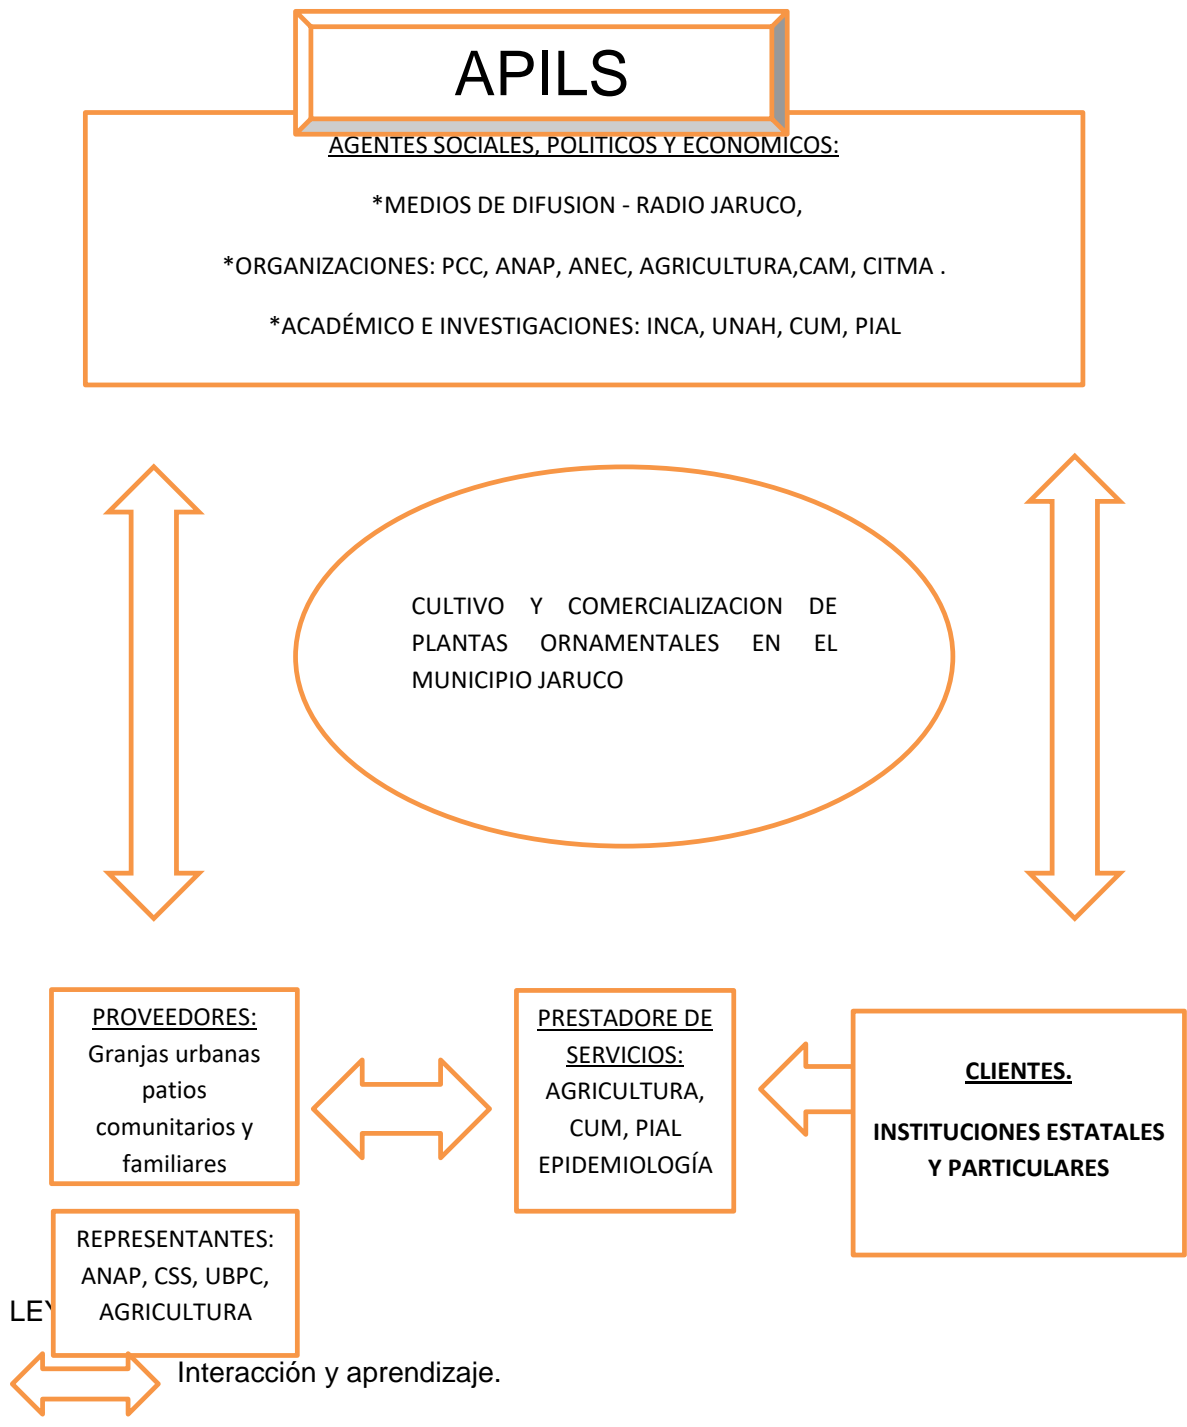 APILS
AGENTES SOCIALES, POLITICOS Y ECONOMICOS:
*MEDIOS DE DIFUSION - RADIO JARUCO,
*ORGANIZACIONES: PCC, ANAP, ANEC, AGRICULTURA,CAM, CITMA .
*ACADÉMICO E INVESTIGACIONES: INCA, UNAH, CUM, PIAL
CULTIVO Y COMERCIALIZACION DE
PLANTAS ORNAMENTALES EN EL
MUNICIPIO JARUCO
PROVEEDORES:
Granjas urbanas
patios
comunitarios y
familiares
PRESTADORE DE
SERVICIOS:
AGRICULTURA,
CUM, PIAL
EPIDEMIOLOGÍA
CLIENTES.
INSTITUCIONES ESTATALES
Y PARTICULARES
REPRESENTANTES:
ANAP, CSS, UBPC,
AGRICULTURA
Interacción y aprendizaje.